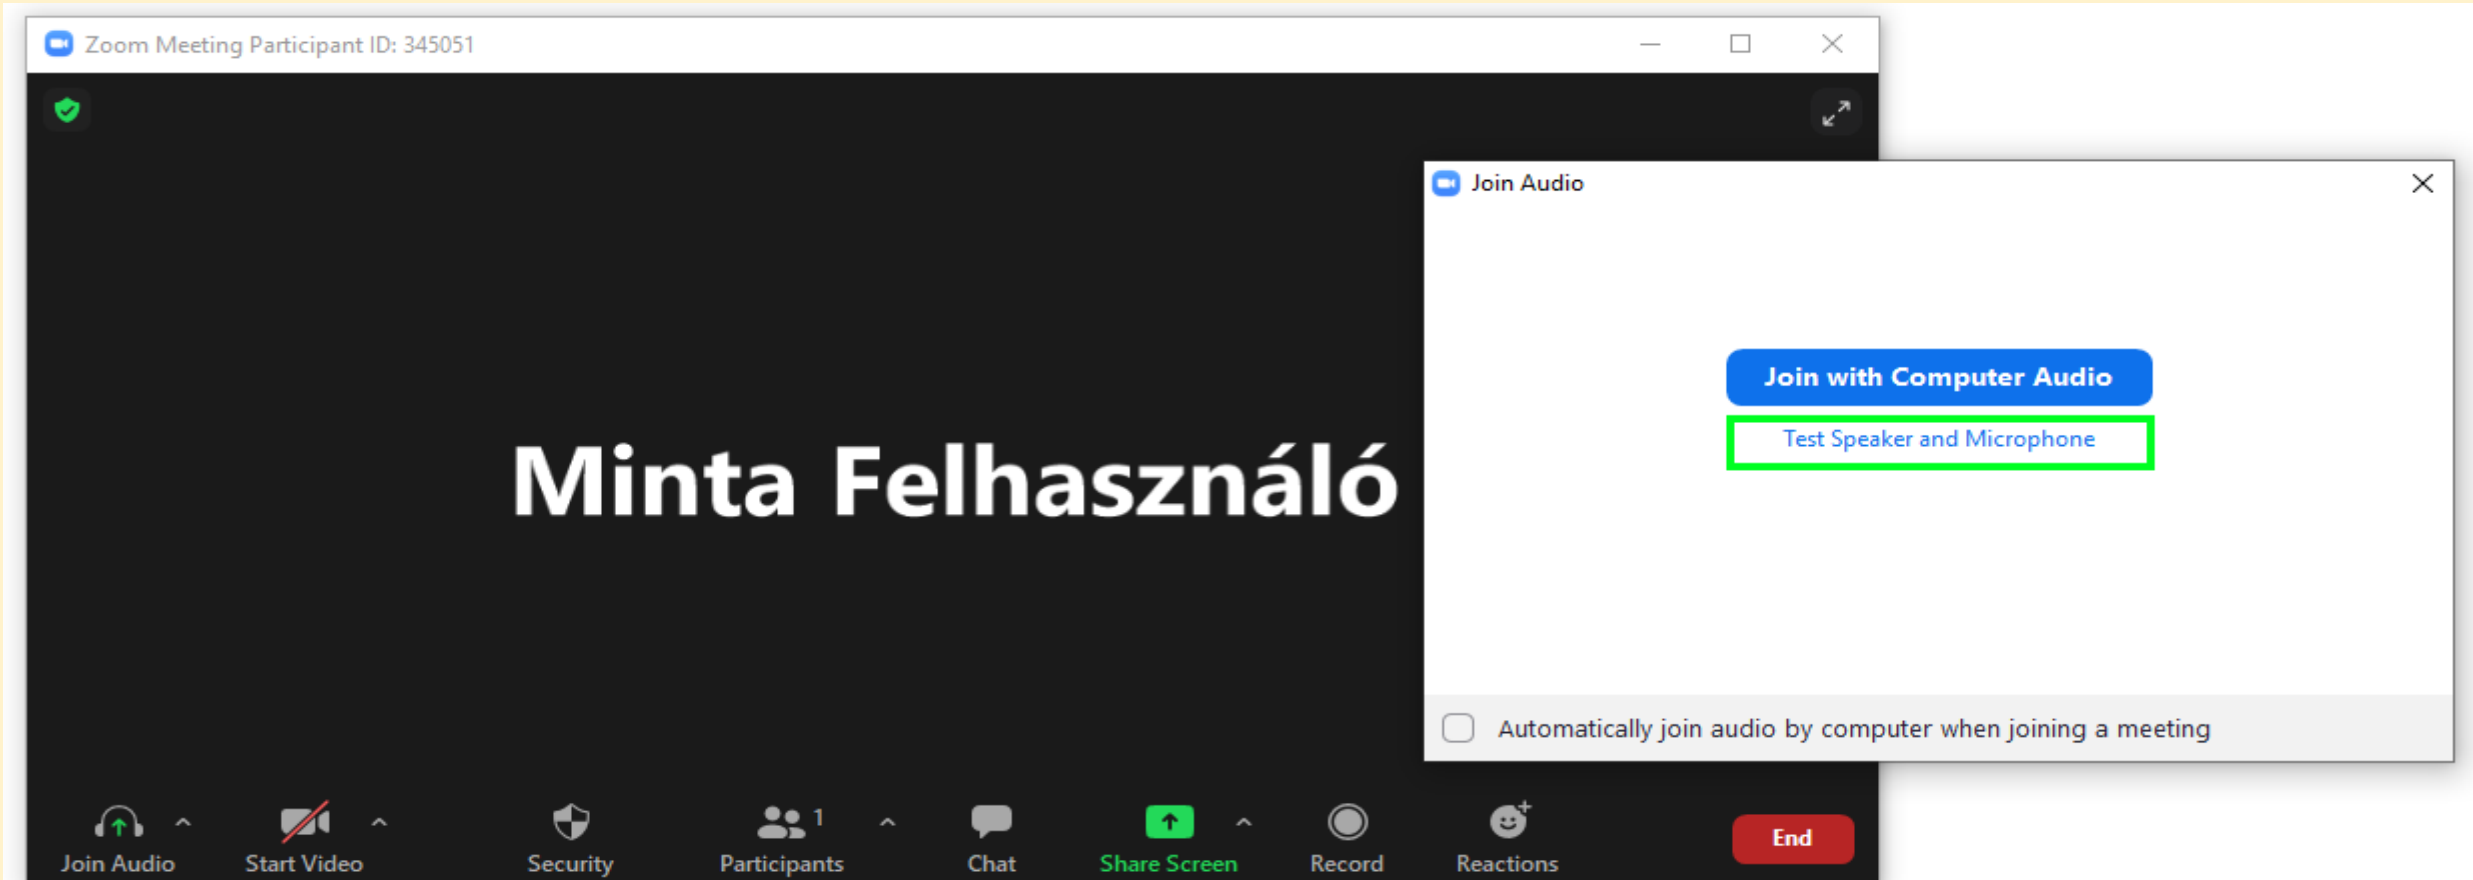 Zoom Meeting Participant ID: 345051
Join Audio
Join with Computer Audio
Test Speaker and Microphone
Minta Felhasználó
Automatically join audio by computer when joining a meeting
1
Join Audio
Start Video
Security
Participants
Chat
Share Screen
Record
Reactions
End